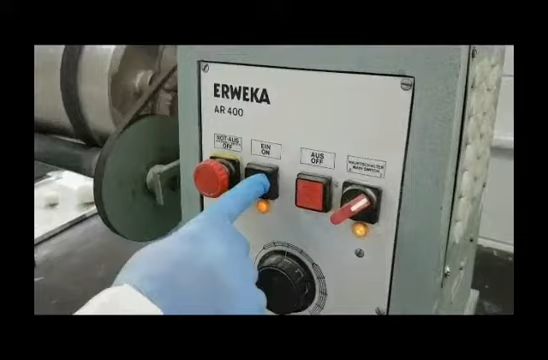 ERWEKA
AR 400
NOT-AUS
OFF
EIN
ON
AUS
OFF
HAUPTSCHALTER
MAIN SWITCH